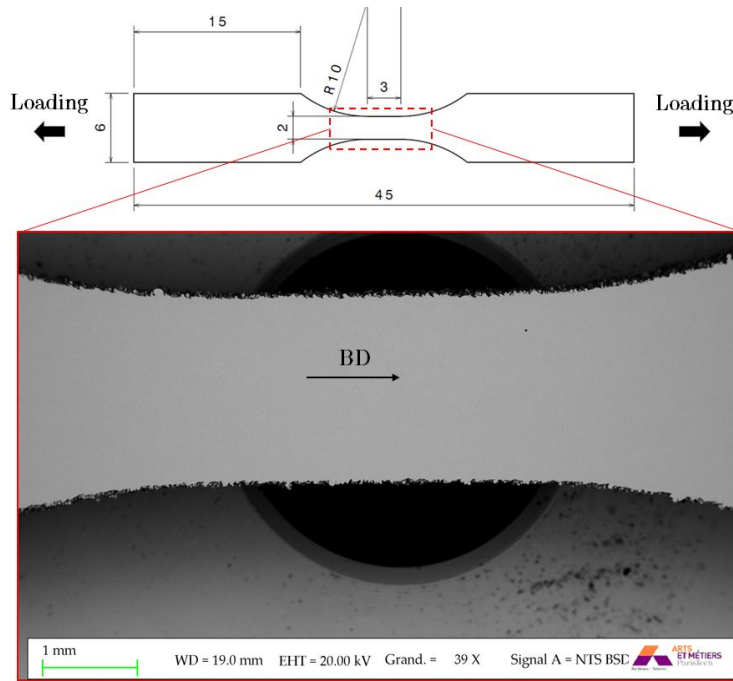 15
R10
3
Loading
Loading
6
2
45
BD
1 mm
WD = 19.0 mm EHT = 20.00 kV Grand. = 39 X Signal A = NTS BSD
ARTS
ET MÉTIERS
ParisTech